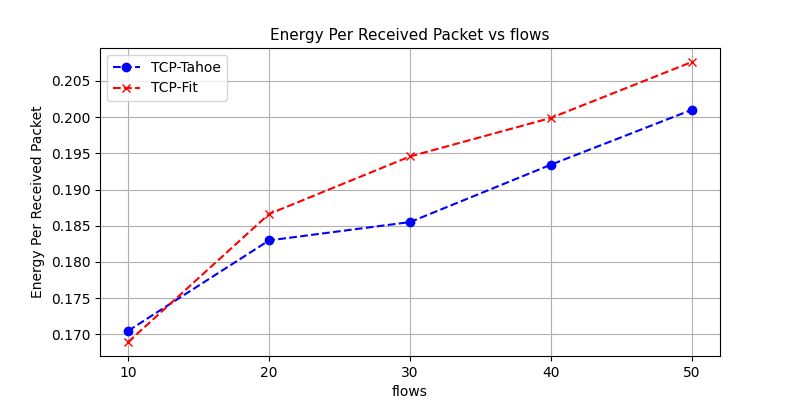 Energy Per Received Packet vs flows
TCP-Tahoe
TCP-Fit
Energy Per Received Packet
0.205
0.200
0.195
0.190
0.185
0.180
0.175
0.170
10 20 30 40 50
flows